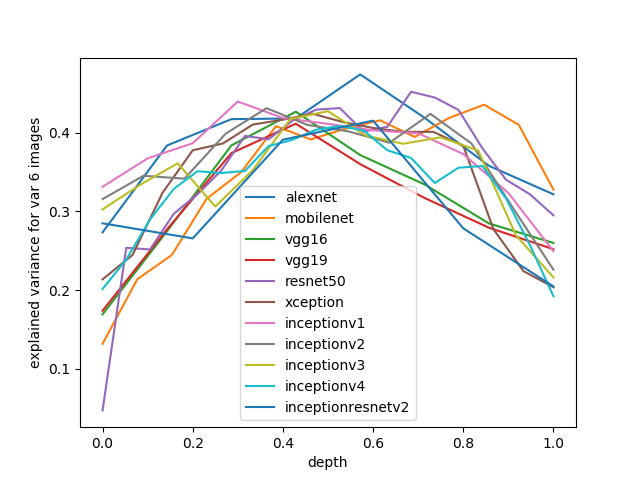 0.4
0.3
0.2
0.1
explained variance for var 6 images
alexnet
mobilenet
vgg16
vgg19
resnet50
xception
inceptionv1
inceptionv2
inceptionv3
inceptionv4
inceptionresnetv2
0.0 0.2 0.4 0.6 0.8 1.0
depth